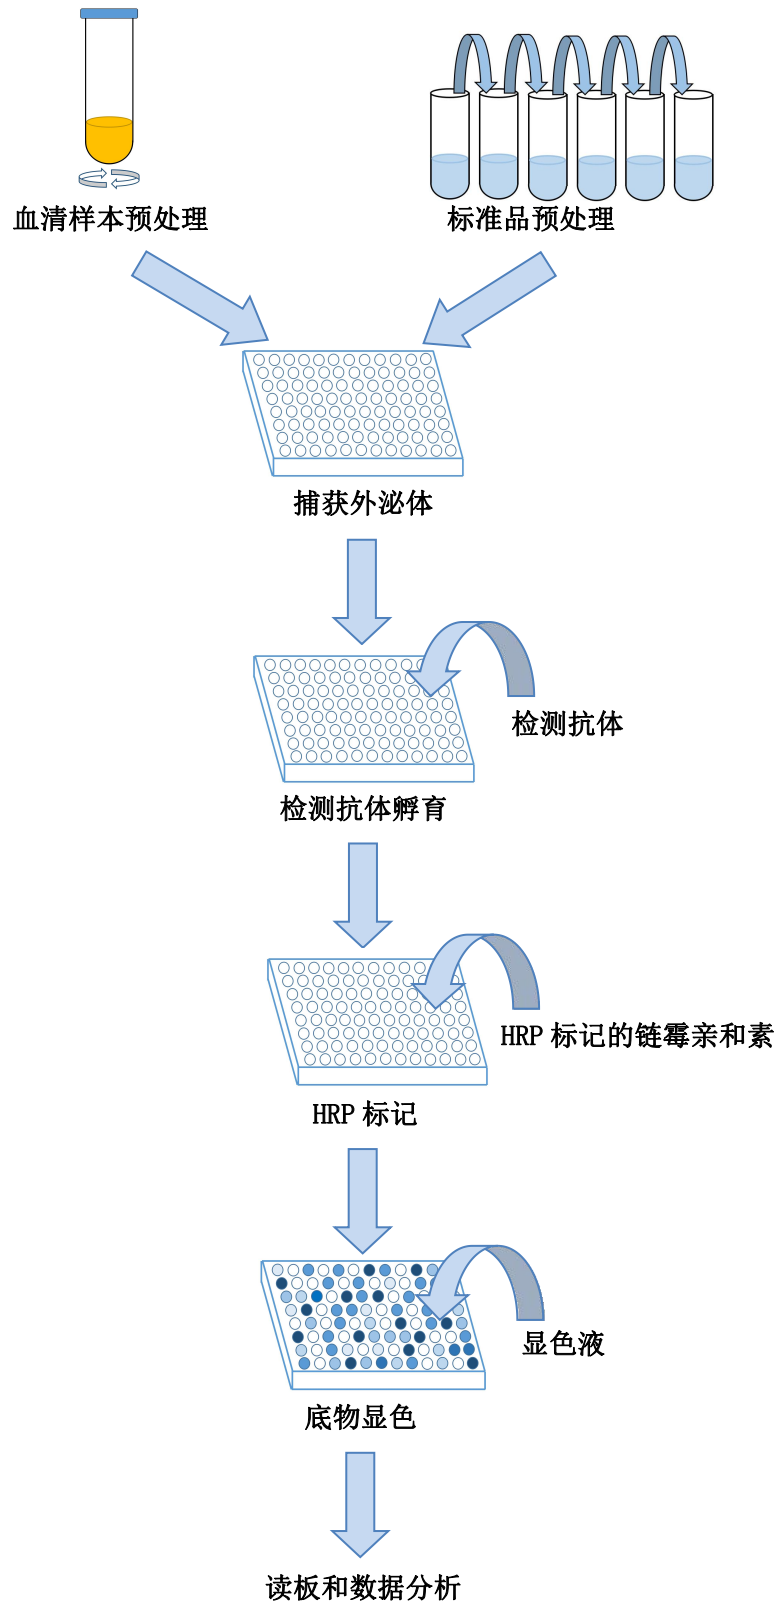 血清样本预处理
标准品预处理
捕获外泌体
检测抗体
检测抗体孵育
HRP 标记的链霉亲和素
HRP 标记
显色液
底物显色
读板和数据分析